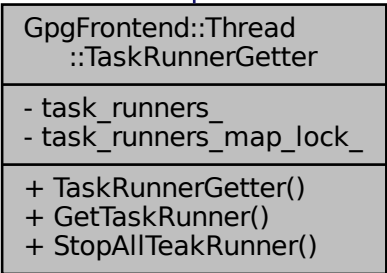 GpgFrontend::Thread
::TaskRunnerGetter
- task_runners_
- task_runners_map_lock_
+ TaskRunnerGetter()
+ GetTaskRunner()
+ StopAllTeakRunner()